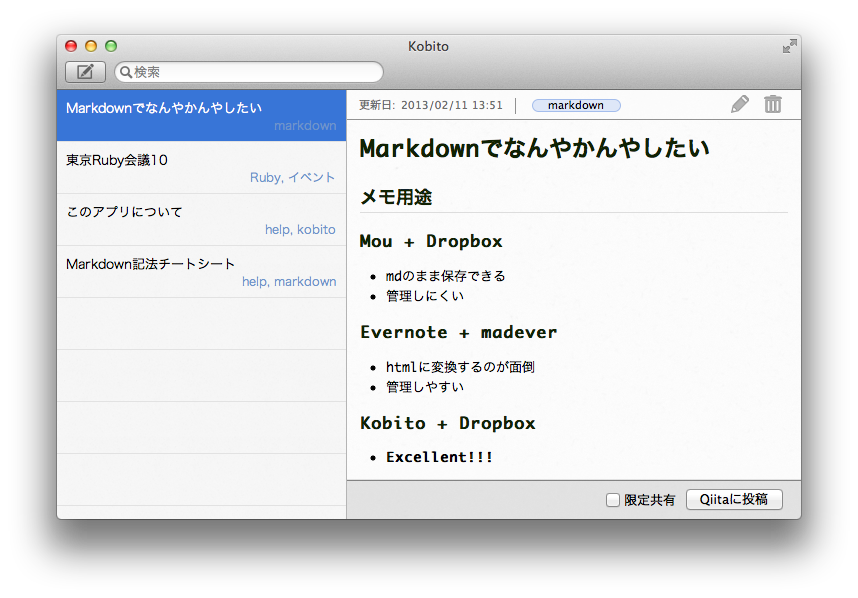 Kobito
検索
Markdownでなんやかんやしたい
markdown
東京Ruby会議10
Ruby, イベント
このアプリについて
help, kobito
Markdown記法チートシート
help, markdown
更新日: 2013/02/11 13:51
markdown
Markdownでなんやかんやしたい
メモ用途
Mou + Dropbox
• mdのまま保存できる
• 管理しにくい
Evernote + madever
• htmlに変換するのが面倒
• 管理しやすい
Kobito + Dropbox
• Excellent!!!
限定共有
Qiitaに投稿